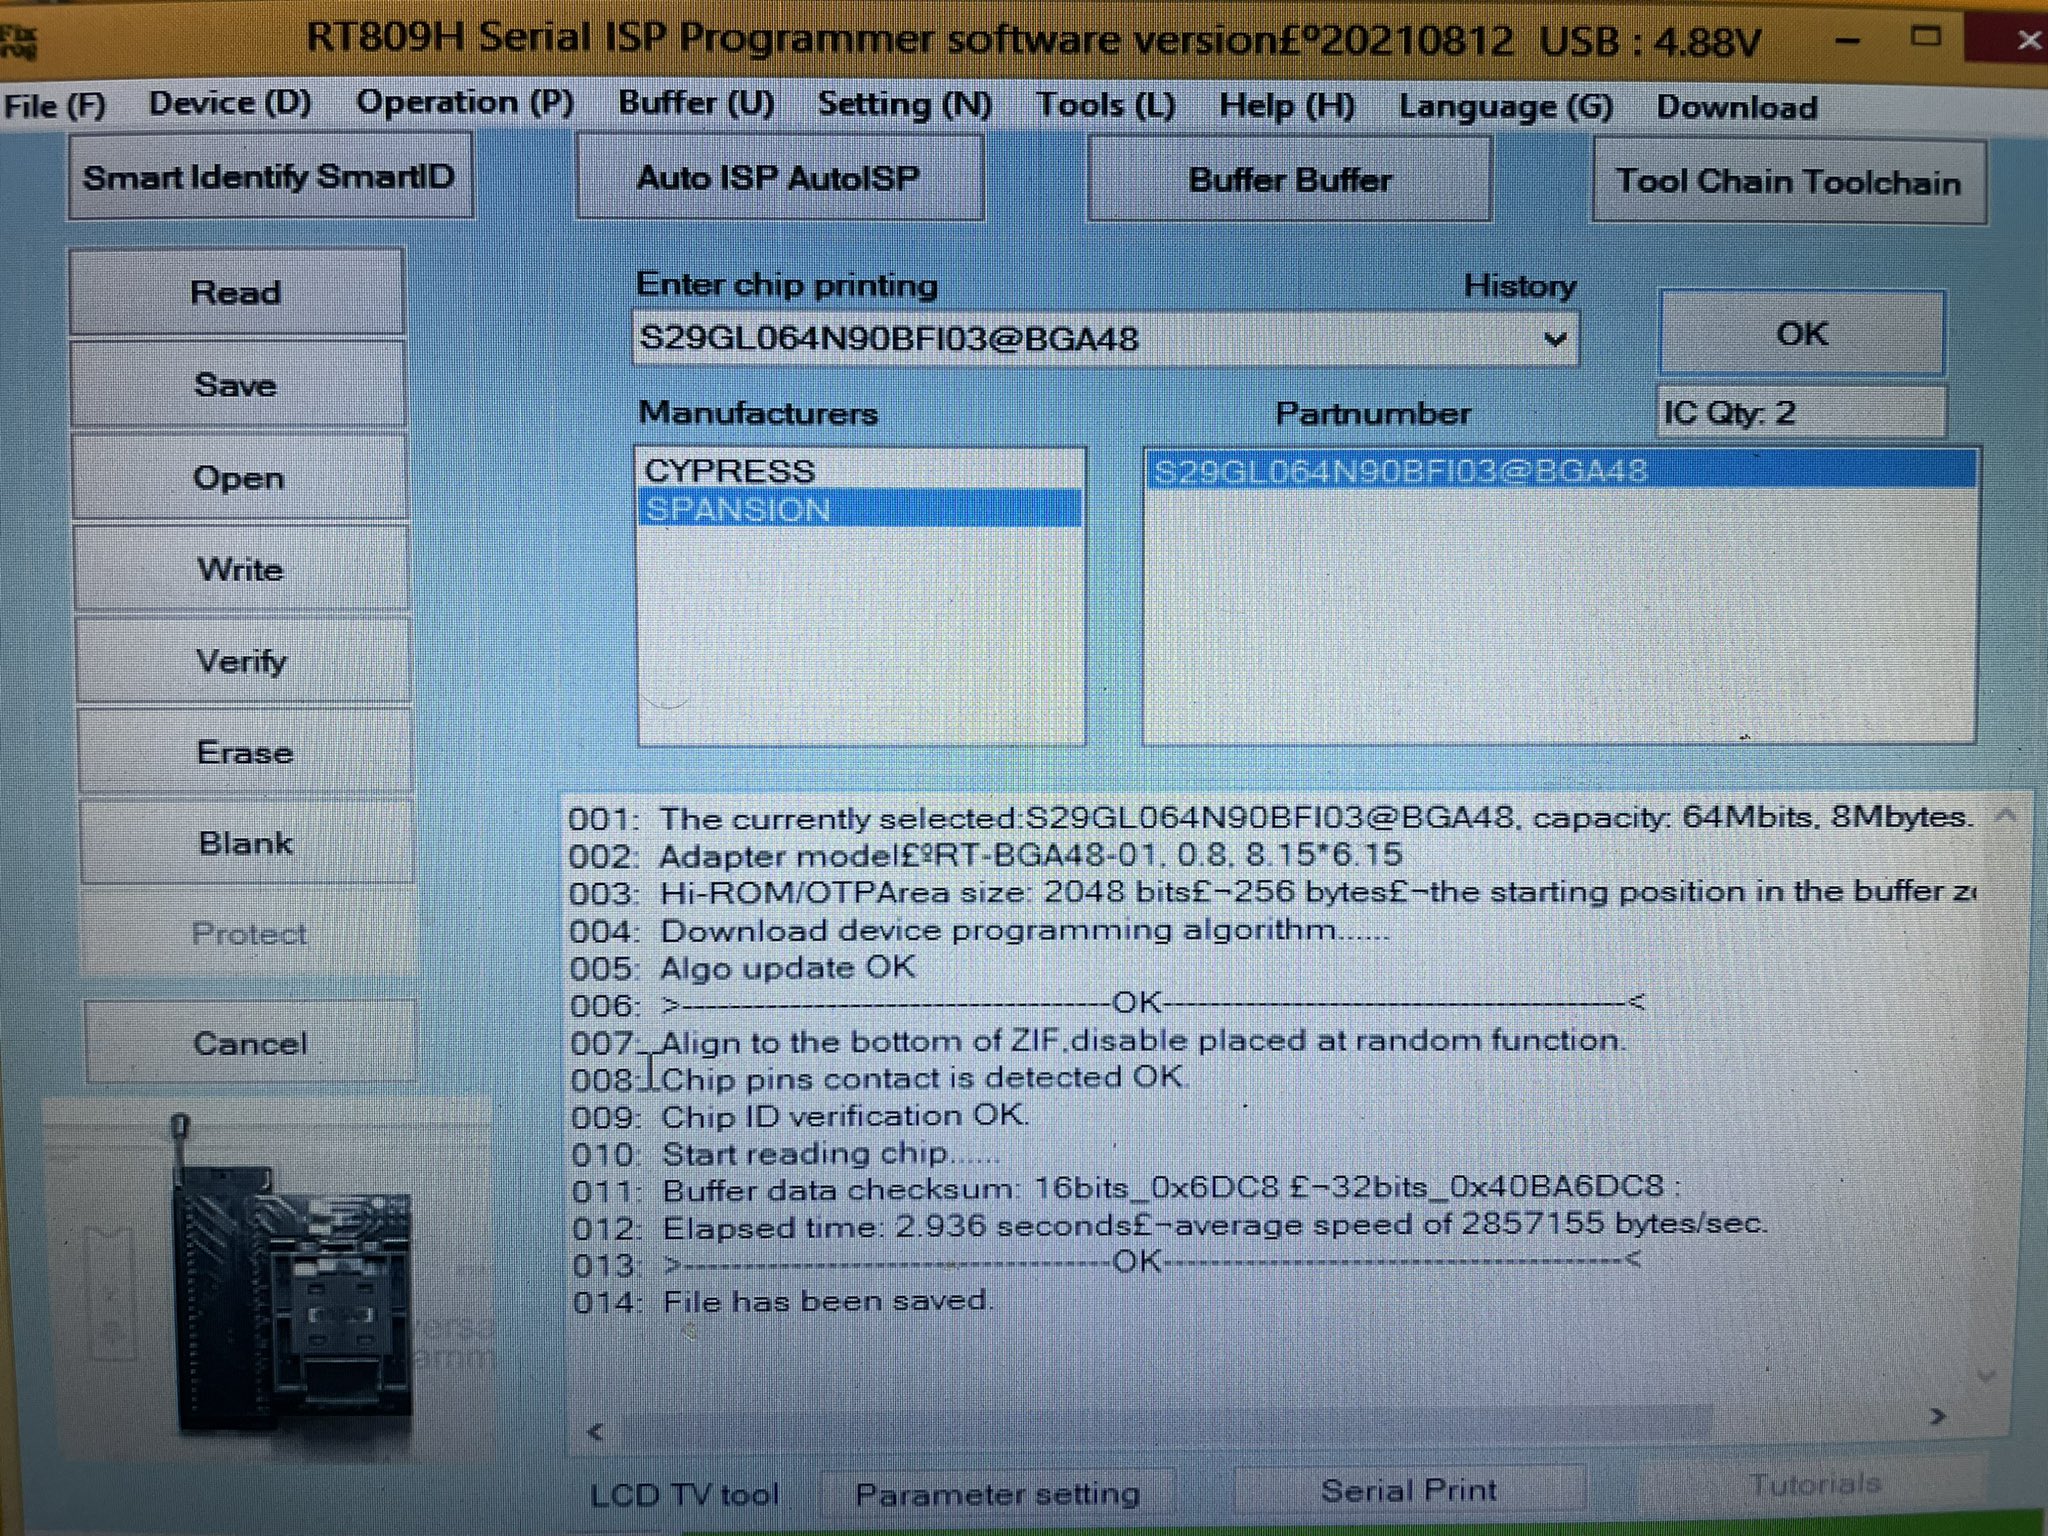 RT809H Serial ISP Programmer software version£º20210812 USB : 4.88V
File (F) Device (D) Operation (P) Buffer (U) Setting (N) Tools (L) Help (H) Language (G) Download
Smart Identify SmartID Auto ISP AutoISP Buffer Buffer Tool Chain Toolchain
Read
Save
Open
Write
Verify
Erase
Blank
Protect
Cancel
Enter chip printing History
S29GL064N90BFI03@BGA48
OK
Manufacturers Partnumber
IC Qty: 2
CYPRESS
SPANSION
S29GL064N90BFI03@BGA48
001: The currently selected:S29GL064N90BFI03@BGA48, capacity: 64Mbits, 8Mbytes.
002: Adapter model£ºRT-BGA48-01, 0.8, 8.15*6.15
003: Hi-ROM/OTPArea size: 2048 bits£¬256 bytes£¬the starting position in the buffer
004: Download device programming algorithm......
005: Algo update OK
006: >-----------------------------------OK--------------------------------------<
007: Align to the bottom of ZIF,disable placed at random function.
008: Chip pins contact is detected OK.
009: Chip ID verification OK.
010: Start reading chip......
011: Buffer data checksum: 16bits_0x6DC8 £¬32bits_0x40BA6DC8 :
012: Elapsed time: 2.936 seconds£¬average speed of 2857155 bytes/sec.
013: >-----------------------------------OK--------------------------------------<
014: File has been saved.
LCD TV tool Parameter setting Serial Print Tutorials